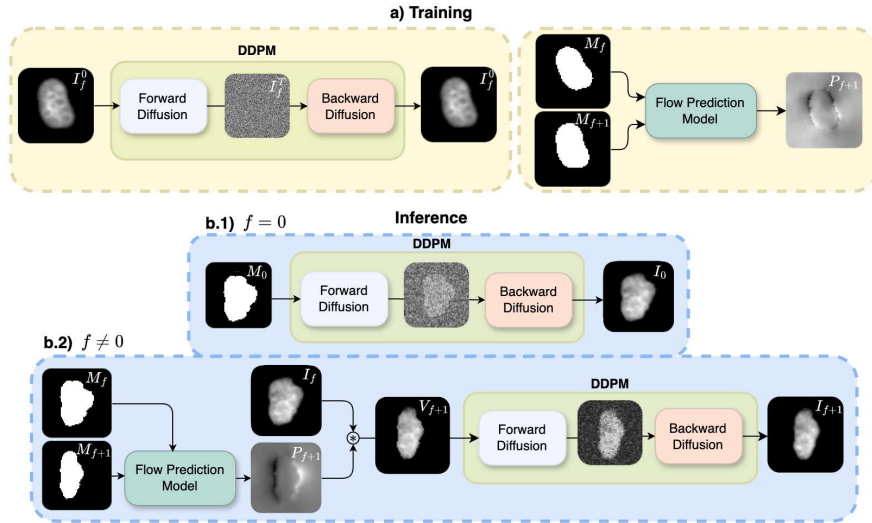 a) Training
DDPM
I_f^0
Forward
Diffusion
I_f^T
Backward
Diffusion
I_f^0
M_f
M_{f+1}
Flow Prediction
Model
P_{f+1}
Inference
b.1) f = 0
DDPM
M_0
Forward
Diffusion
Backward
Diffusion
I_0
b.2) f ≠ 0
M_f
M_{f+1}
Flow Prediction
Model
I_f
P_{f+1}
⊛
V_{f+1}
DDPM
Forward
Diffusion
Backward
Diffusion
I_{f+1}